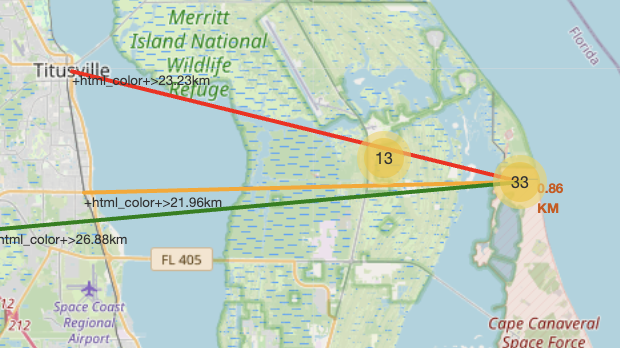 Merritt
Island National
Wildlife
Refuge
Florida
Titusville
+html_color+>23.23km
13
33
0.86
KM
+html_color+>21.96km
html_color+>26.88km
FL 405
Space Coast
Regional
Airport
212
212
Cape Canaveral
Space Force